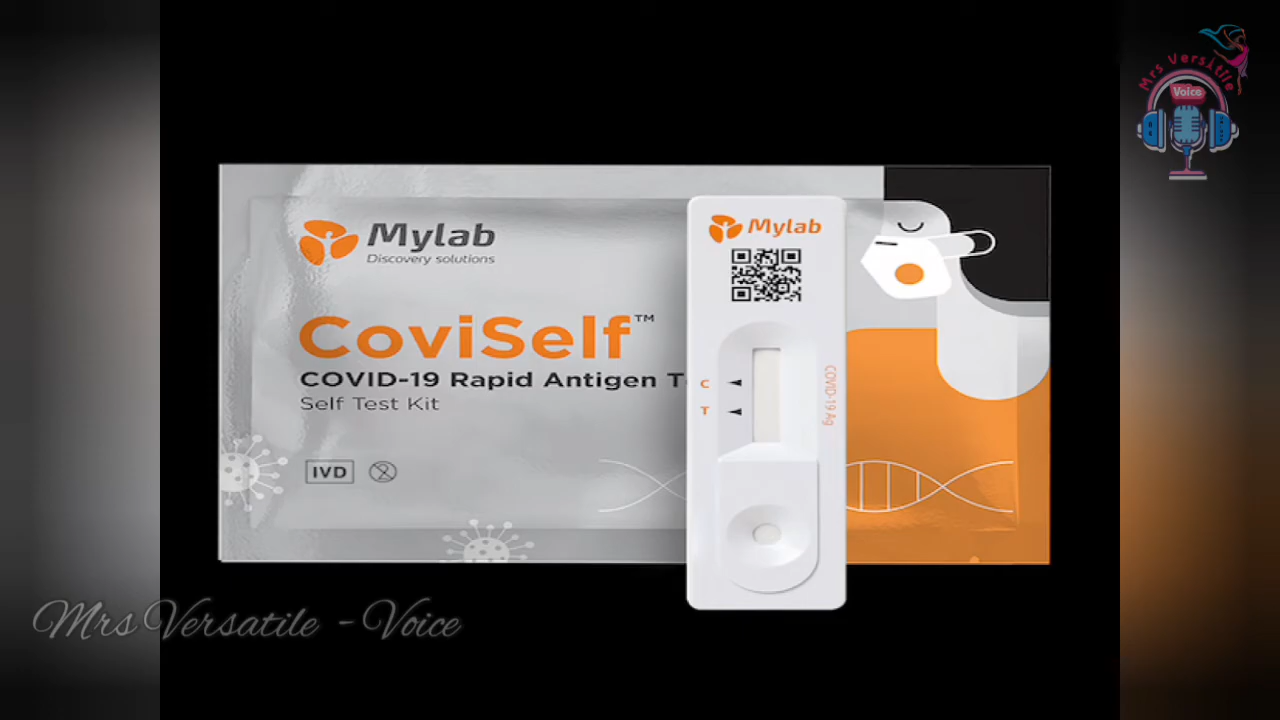 Mrs Versatile
Voice
Mylab
Discovery solutions
CoviSelf™
COVID-19 Rapid Antigen T
Self Test Kit
IVD
2
Mylab
C
T
COVID-19 Ag
Mrs Versatile - Voice